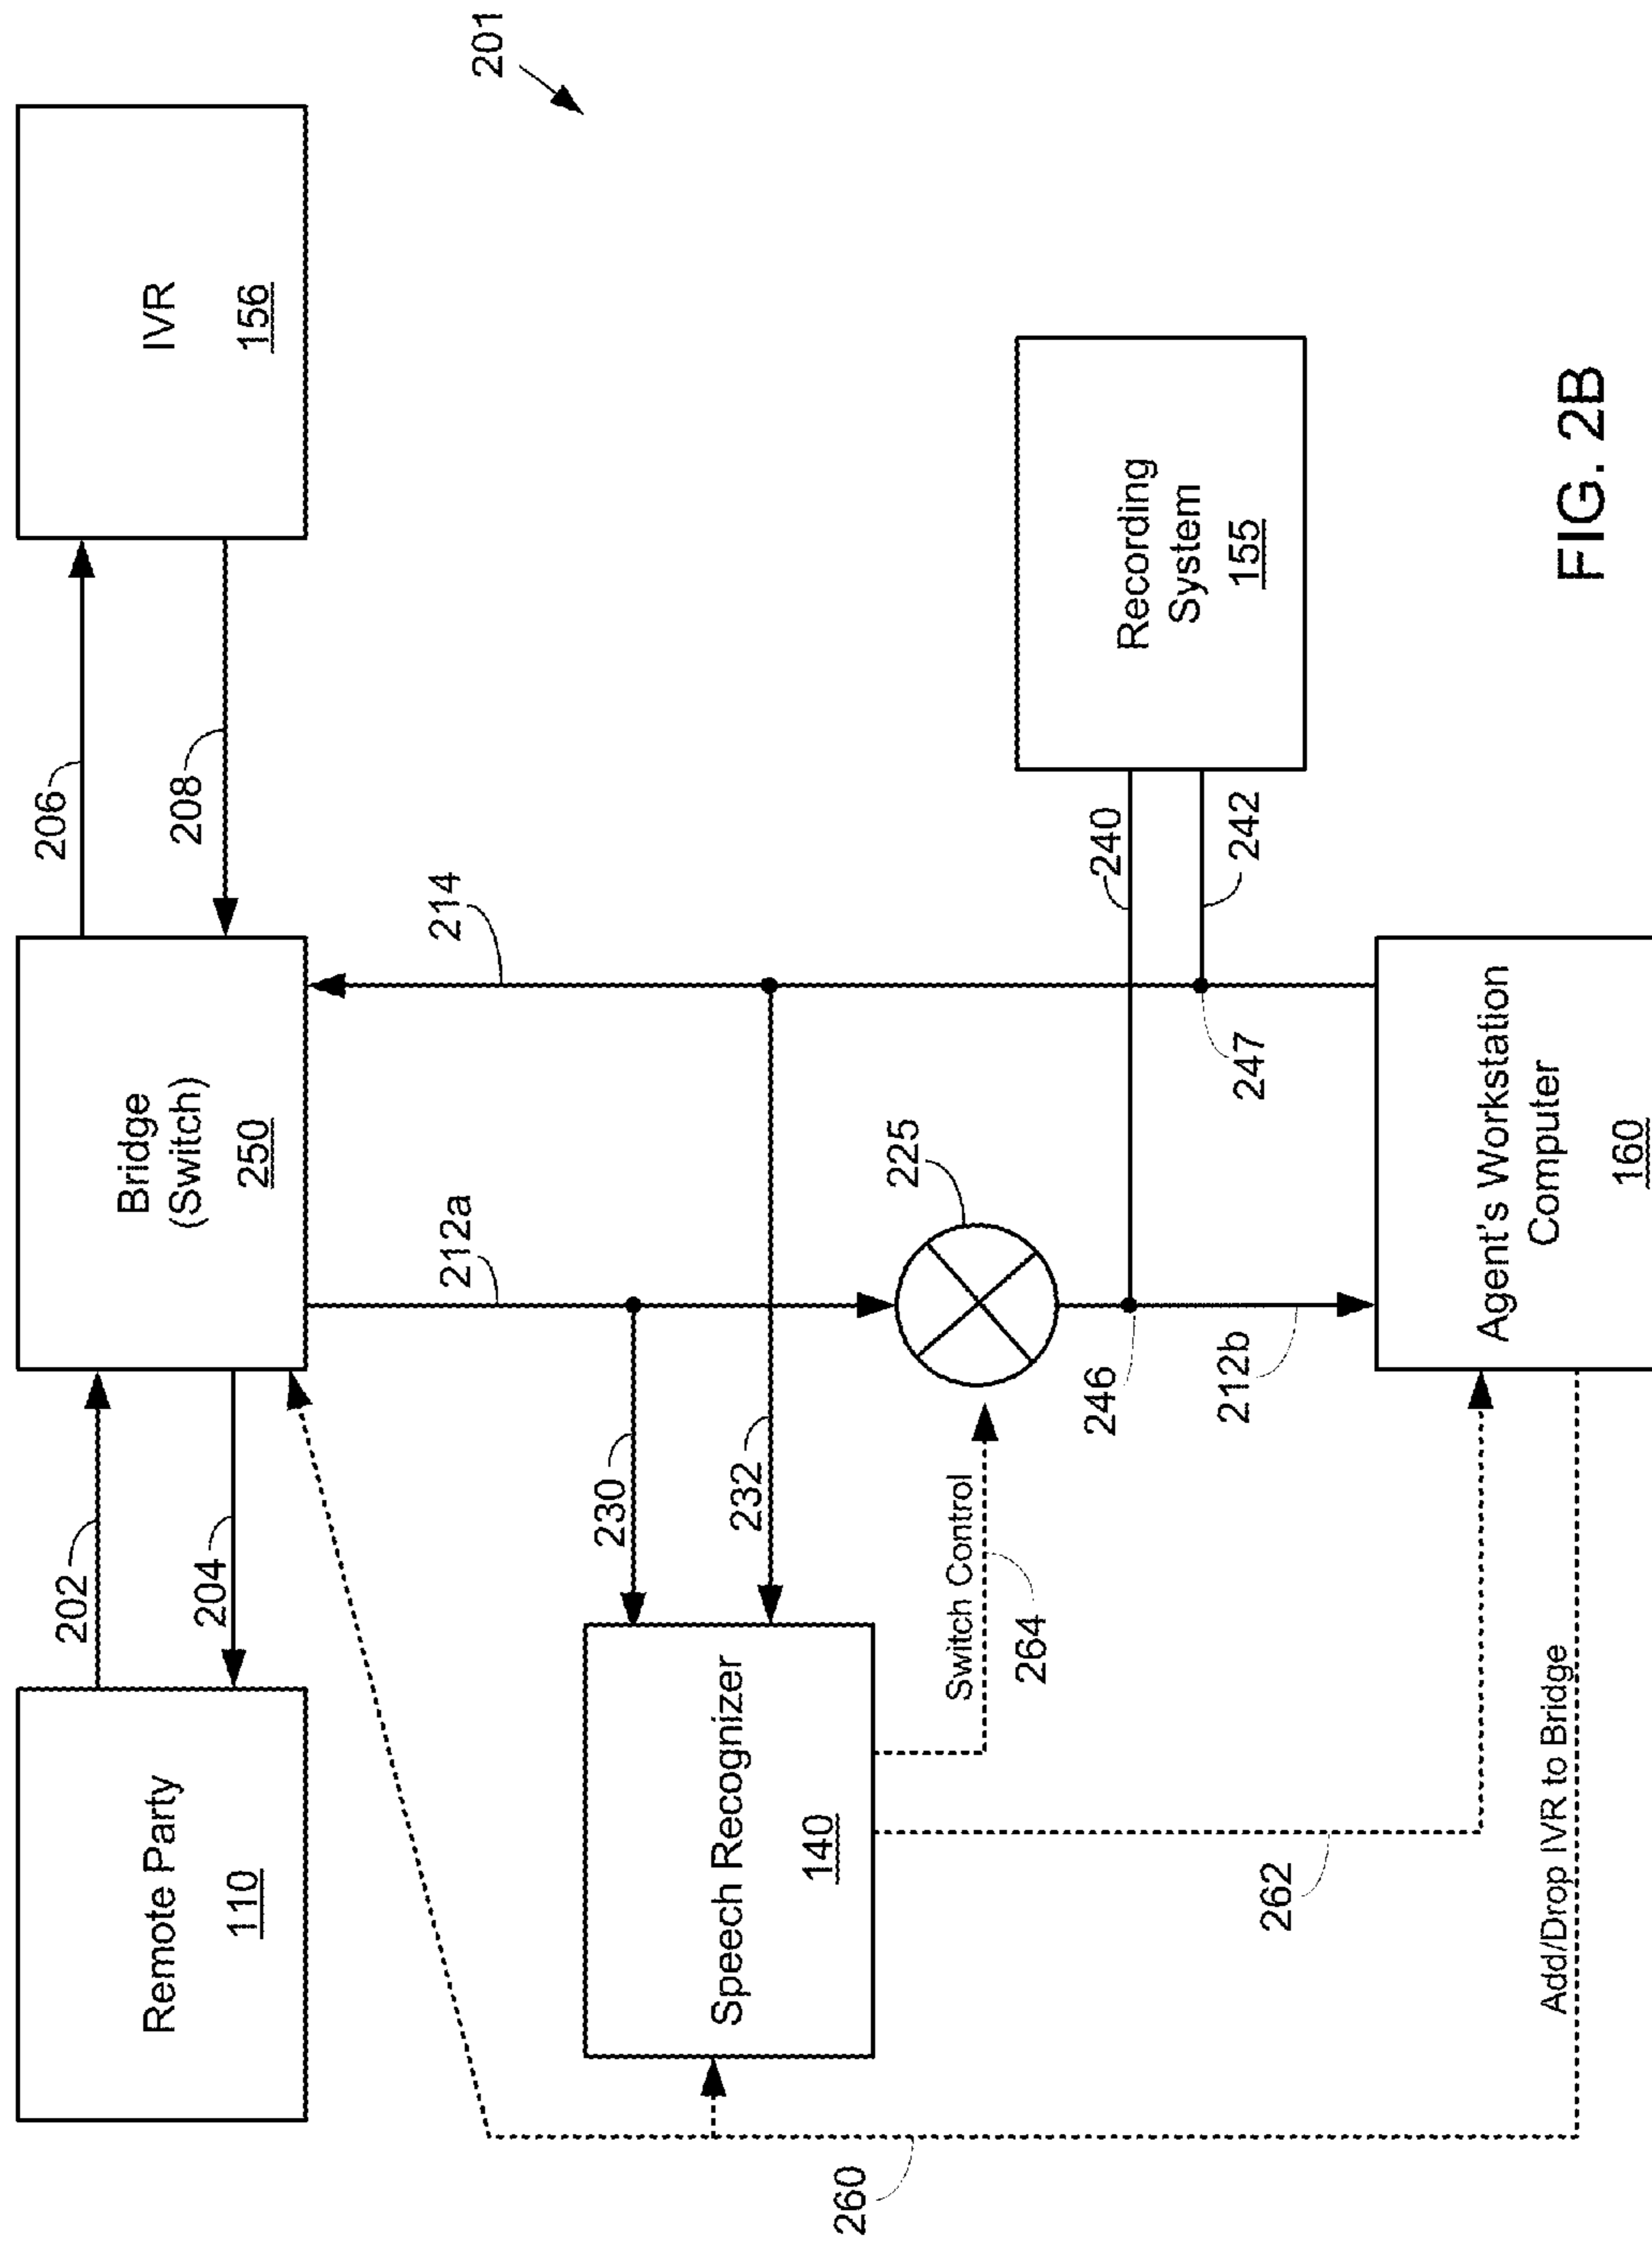 201
Remote Party
110
202
204
Bridge
(Switch)
250
206
208
IVR
156
212a
214
230
232
Speech Recognizer
140
225
Switch Control
264
240
242
Recording
System
155
246
247
212b
262
Agent's Workstation
Computer
160
Add/Drop IVR to Bridge
260
FIG. 2B